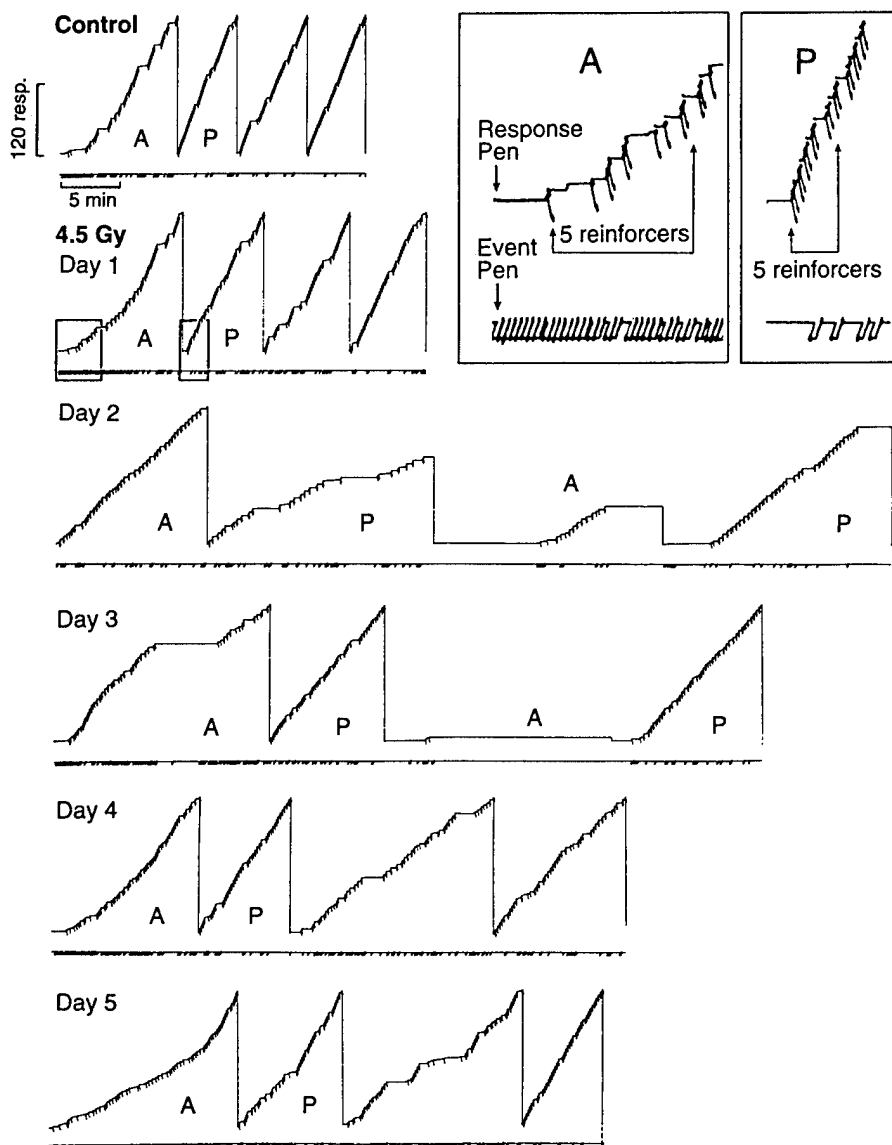 Control
120 resp.
A P
5 min
4.5 Gy
Day 1
A P
A
Response
Pen
5 reinforcers
Event
Pen
P
5 reinforcers
Day 2
A P A P
Day 3
A P A P
Day 4
A P
Day 5
A P